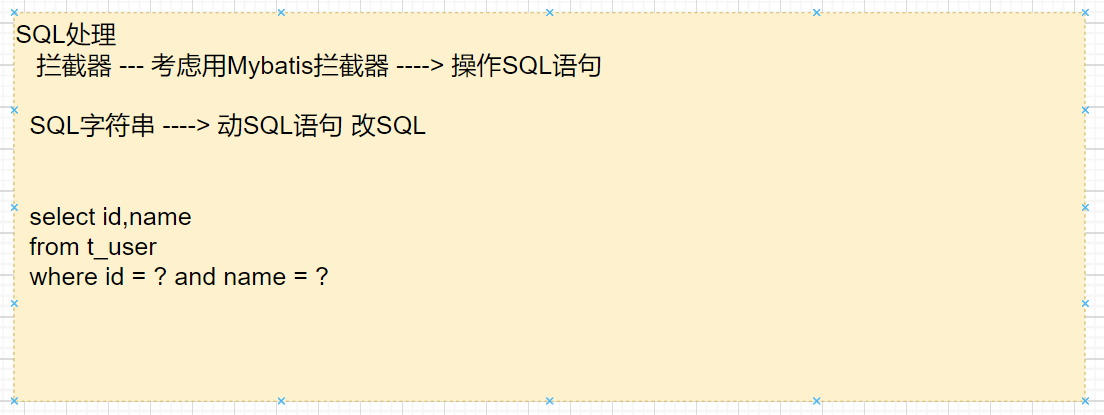 SQL处理
拦截器 --- 考虑用Mybatis拦截器 ----> 操作SQL语句
SQL字符串 ----> 动SQL语句 改SQL
select id,name
from t_user
where id = ? and name = ?